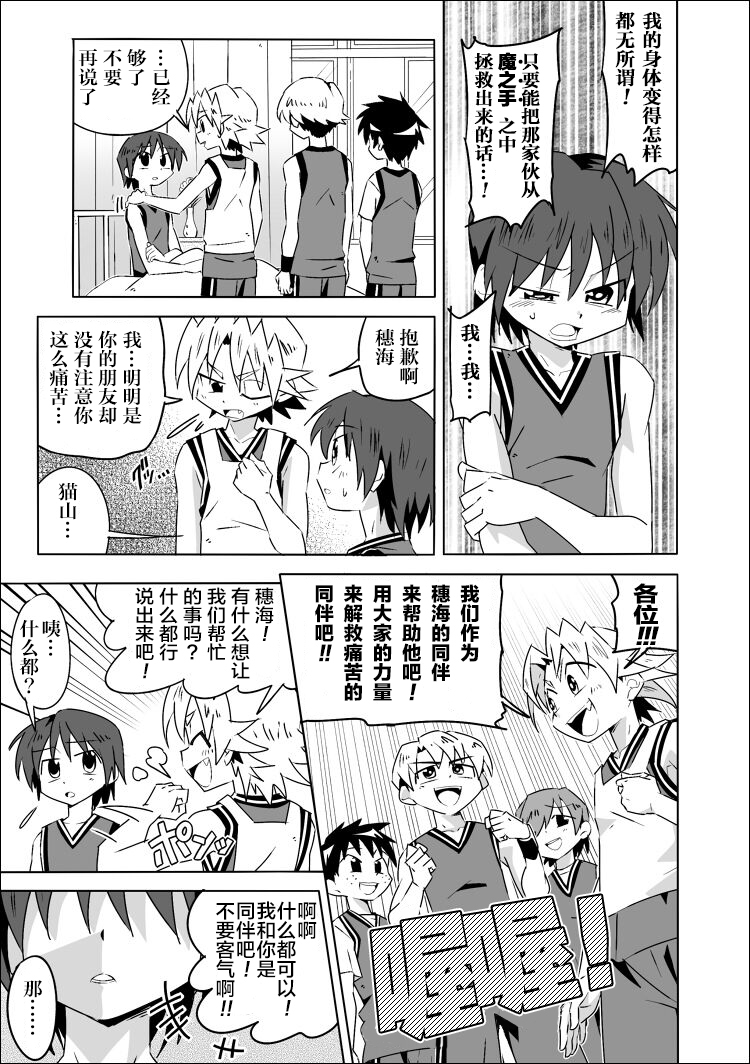 我的身体变得怎样
都无所谓！
只要能把那家伙从
魔之手 之中
拯救出来的话…！
我…我…
…已经
够了
不要
再说了
抱歉啊
穗海
我…明明是
你的朋友却
没有注意你
这么痛苦…
グッ…
猫山…
各位!!!
我们作为
穗海的同伴
来帮助他吧！
用大家的力量
来解救痛苦的
同伴吧!!
喔喔！
穗海！
有什么想让
我们帮忙
的事吗？
什么都行
说出来吧！
咦…
什么都？
ポンッ
啊啊
什么都可以！
我和你是
同伴吧！
不要客气啊!!
那……